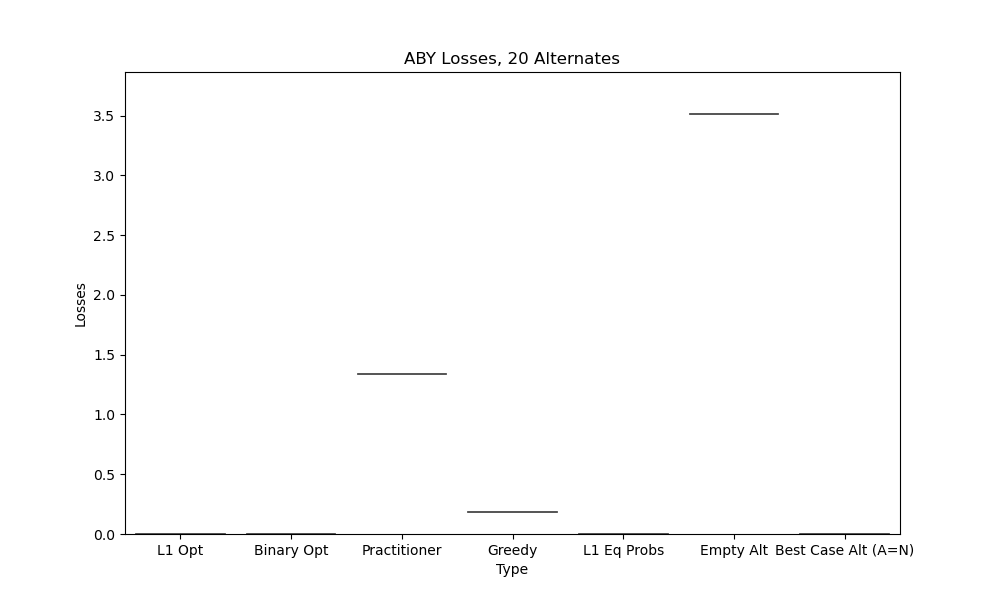 ABY Losses, 20 Alternates
3.5
3.0
2.5
2.0
1.5
1.0
0.5
0.0
Losses
L1 Opt Binary Opt Practitioner Greedy L1 Eq Probs Empty Alt Best Case Alt (A=N)
Type